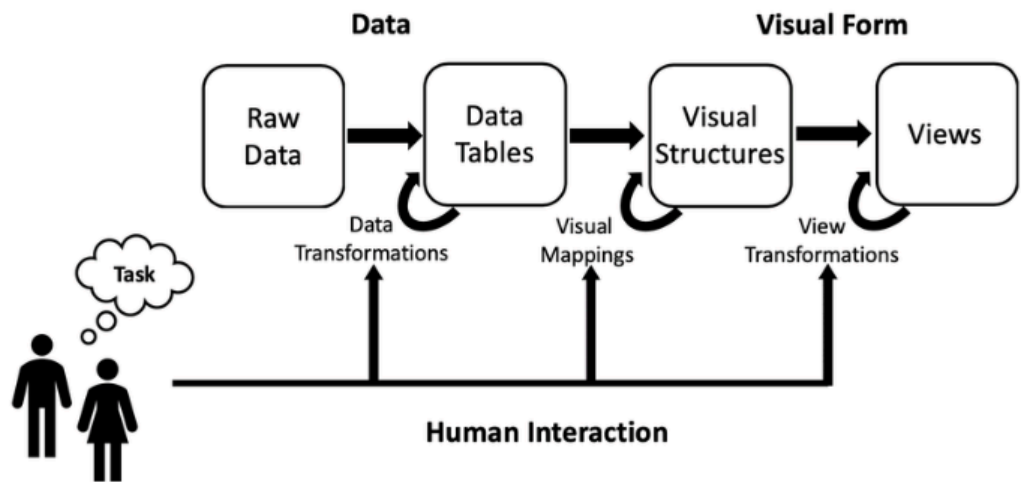 Data
Visual Form
Raw
Data
Data
Tables
Visual
Structures
Views
Data
Transformations
Visual
Mappings
View
Transformations
Task
Human Interaction